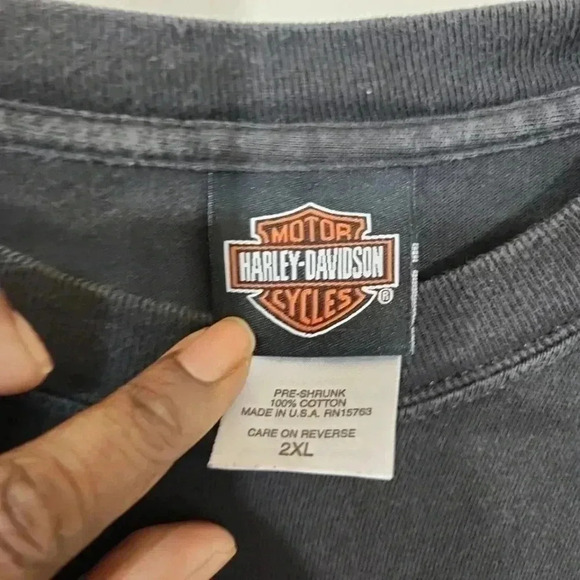 MOTOR
HARLEY-DAVIDSON
CYCLES ®
PRE-SHRUNK
100% COTTON
MADE IN U.S.A. RN15763
CARE ON REVERSE
2XL